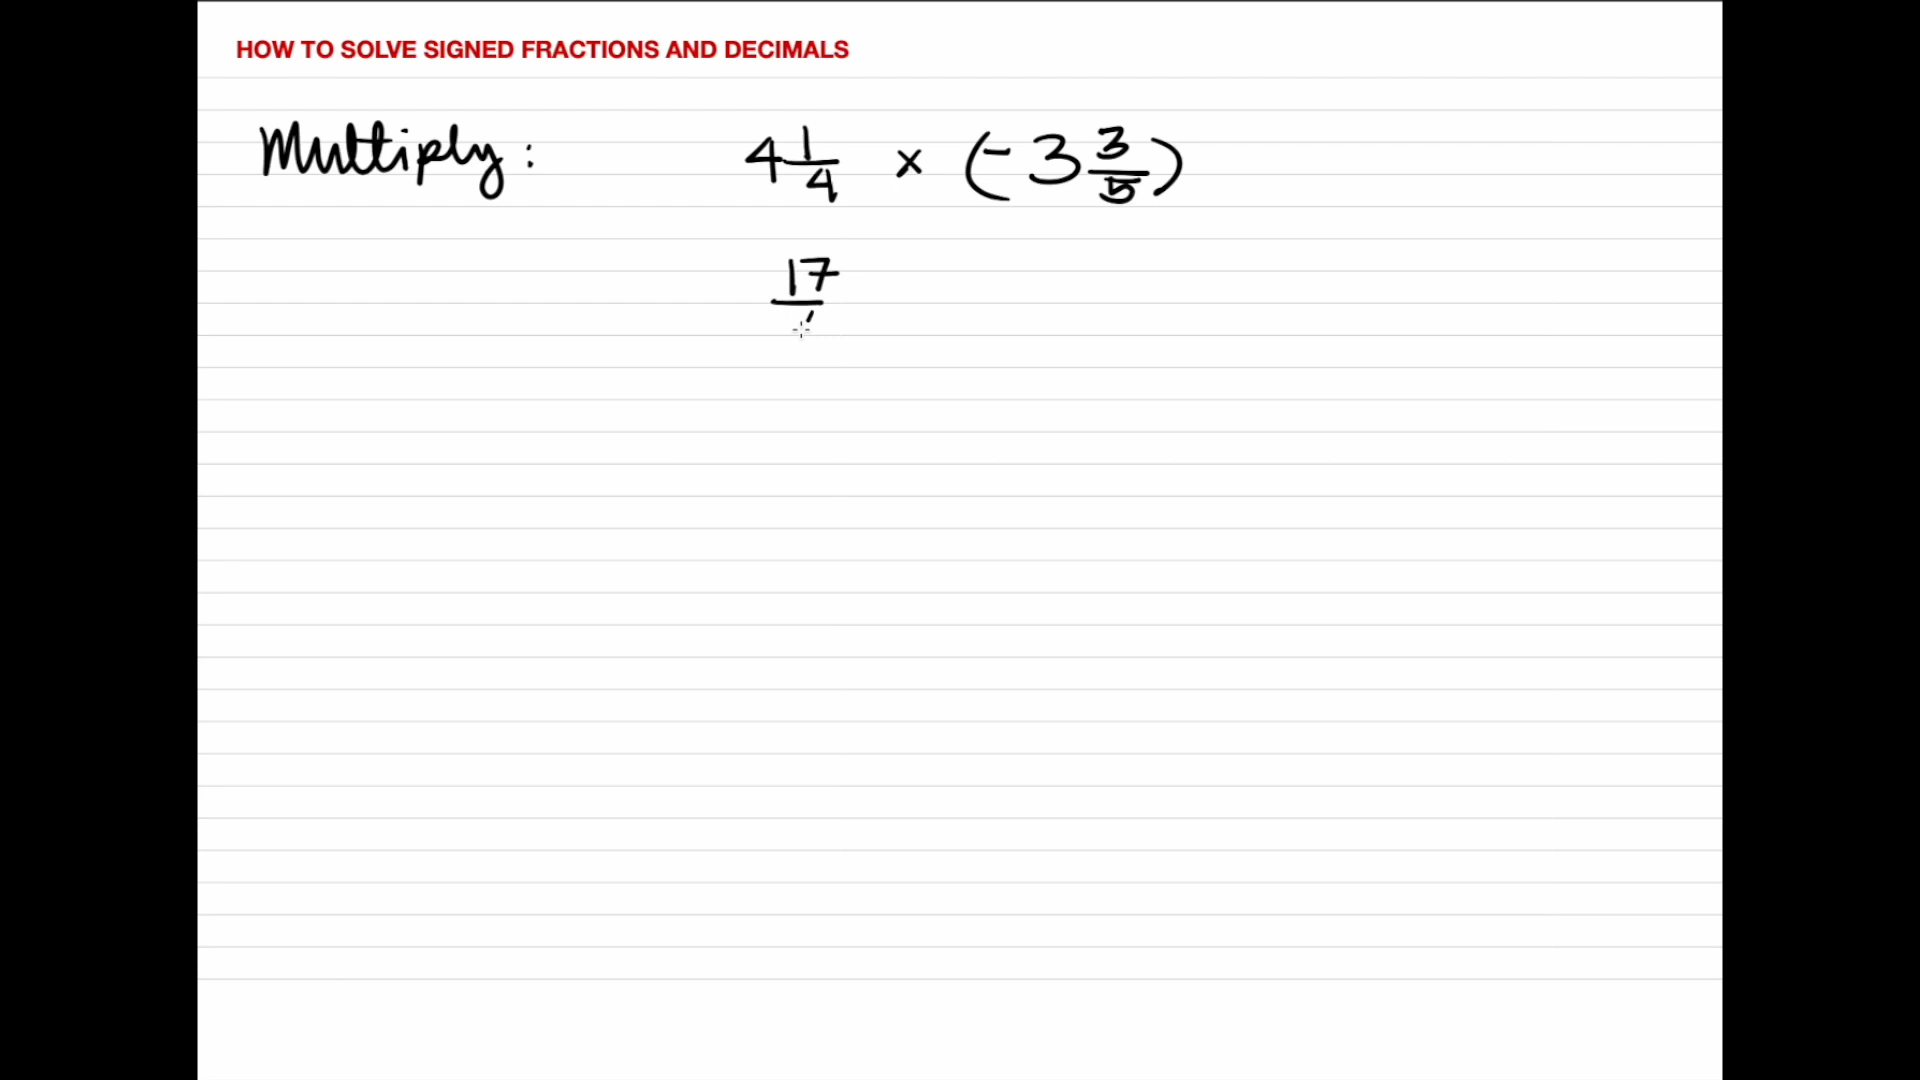 HOW TO SOLVE SIGNED FRACTIONS AND DECIMALS
Multiply: 4 1/4 × (-3 3/5)
17